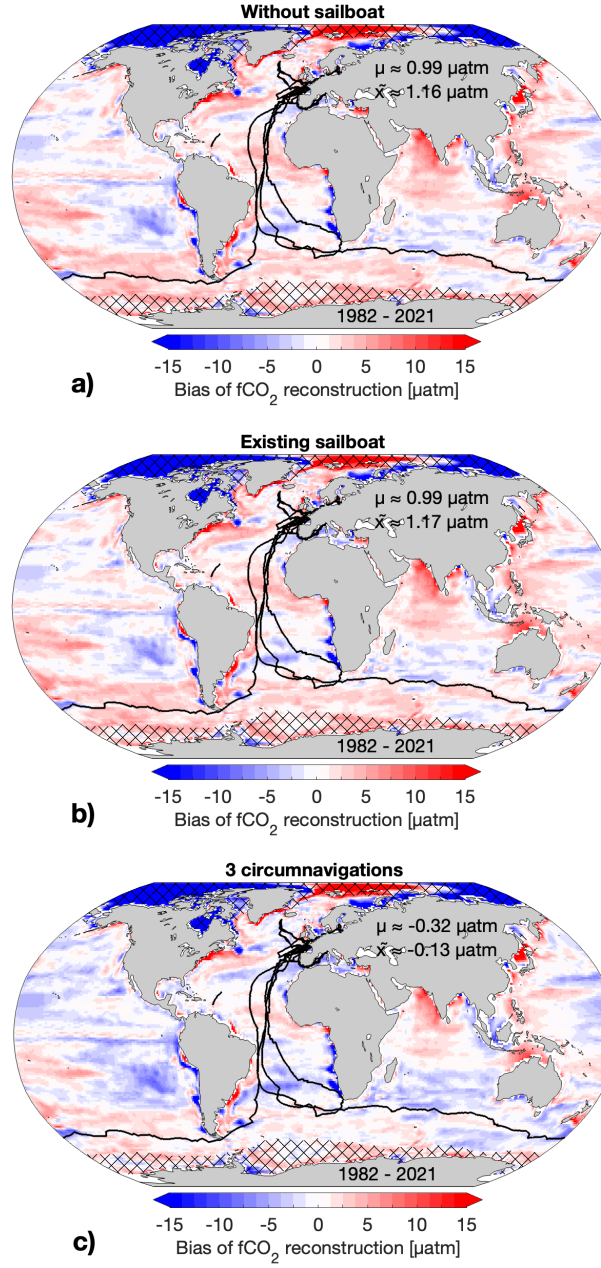 Without sailboat
μ ≈ 0.99 μatm
x̃ ≈ 1.16 μatm
1982 - 2021
-15 -10 -5 0 5 10 15
Bias of fCO₂ reconstruction [μatm]
a)
Existing sailboat
μ ≈ 0.99 μatm
x̃ ≈ 1.17 μatm
1982 - 2021
-15 -10 -5 0 5 10 15
Bias of fCO₂ reconstruction [μatm]
b)
3 circumnavigations
μ ≈ -0.32 μatm
x̃ ≈ -0.13 μatm
1982 - 2021
-15 -10 -5 0 5 10 15
Bias of fCO₂ reconstruction [μatm]
c)